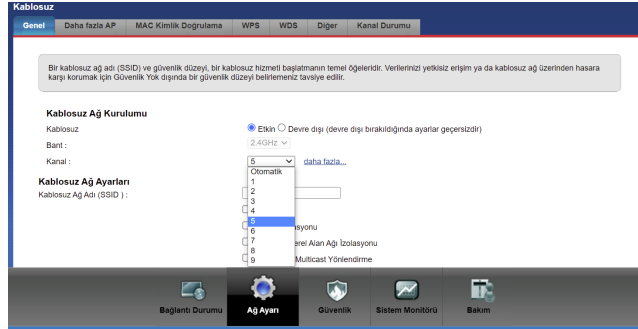 Kablosuz
Genel Daha fazla AP MAC Kimlik Doğrulama WPS WDS Diğer Kanal Durumu
Bir kablosuz ağ adı (SSID) ve güvenlik düzeyi, bir kablosuz hizmeti başlatmanın temel öğeleridir. Verilerinizi yetkisiz erişim ya da kablosuz ağ üzerinden hasara
karşı korumak için Güvenlik Yok dışında bir güvenlik düzeyi belirlemeniz tavsiye edilir.
Kablosuz Ağ Kurulumu
Kablosuz Etkin Devre dışı (devre dışı bırakıldığında ayarlar geçersizdir)
Bant : 2.4GHz
Kanal : 5 daha fazla...
Otomatik
1
Kablosuz Ağ Ayarları
2
Kablosuz Ağ Adı (SSID ) :
3
4
5
6 syonu
7 erel Alan Ağı İzolasyonu
8
9 Multicast Yönlendirme
Bağlantı Durumu Ağ Ayarı Güvenlik Sistem Monitörü Bakım